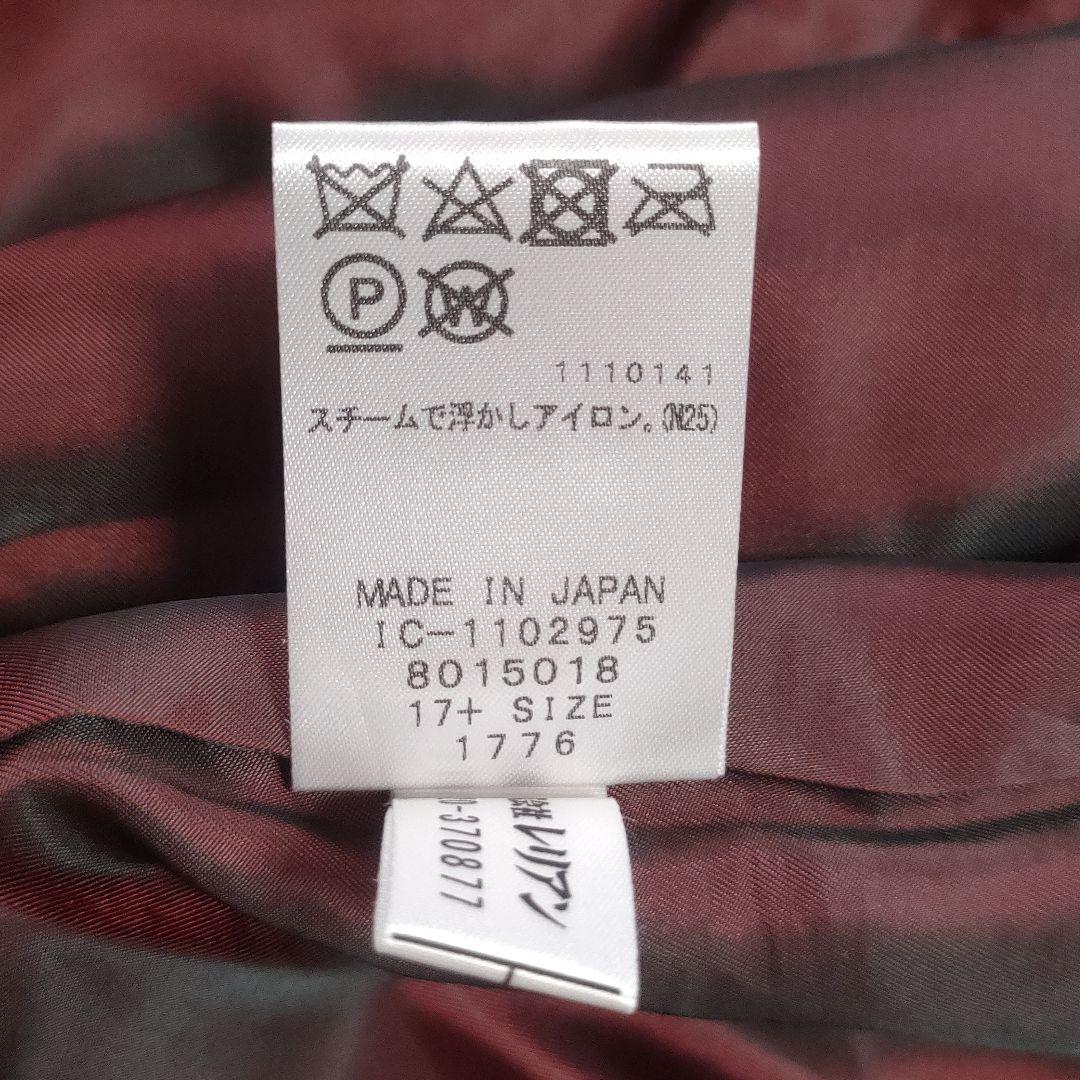 P
W
1110141
スチームで浮かしアイロン。(N25)
MADE IN JAPAN
IC-1102975
8015018
17+ SIZE
1776
レリアン
0-370877